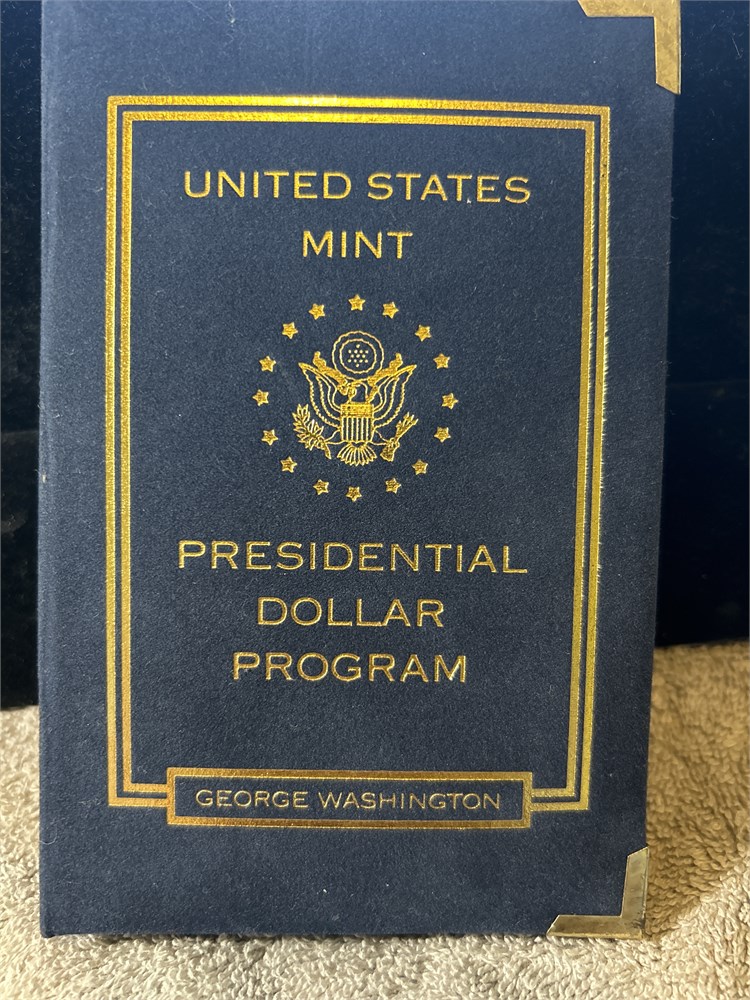 UNITED STATES
MINT
PRESIDENTIAL
DOLLAR
PROGRAM
GEORGE WASHINGTON